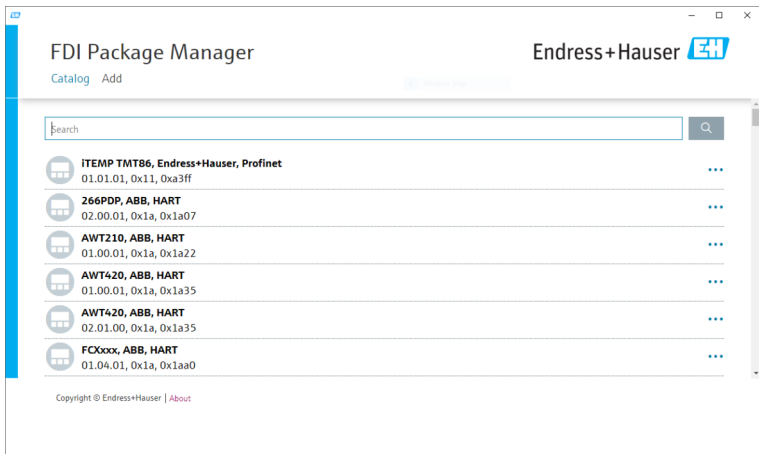 FDI Package Manager
Endress+Hauser EH
Catalog Add
Search
iTEMP TMT86, Endress+Hauser, Profinet
01.01.01, 0x11, 0xa3ff
266PDP, ABB, HART
02.00.01, 0x1a, 0x1a07
AWT210, ABB, HART
01.00.01, 0x1a, 0x1a22
AWT420, ABB, HART
01.00.01, 0x1a, 0x1a35
AWT420, ABB, HART
02.01.00, 0x1a, 0x1a35
FCXxxx, ABB, HART
01.04.01, 0x1a, 0x1aa0
Copyright © Endress+Hauser | About